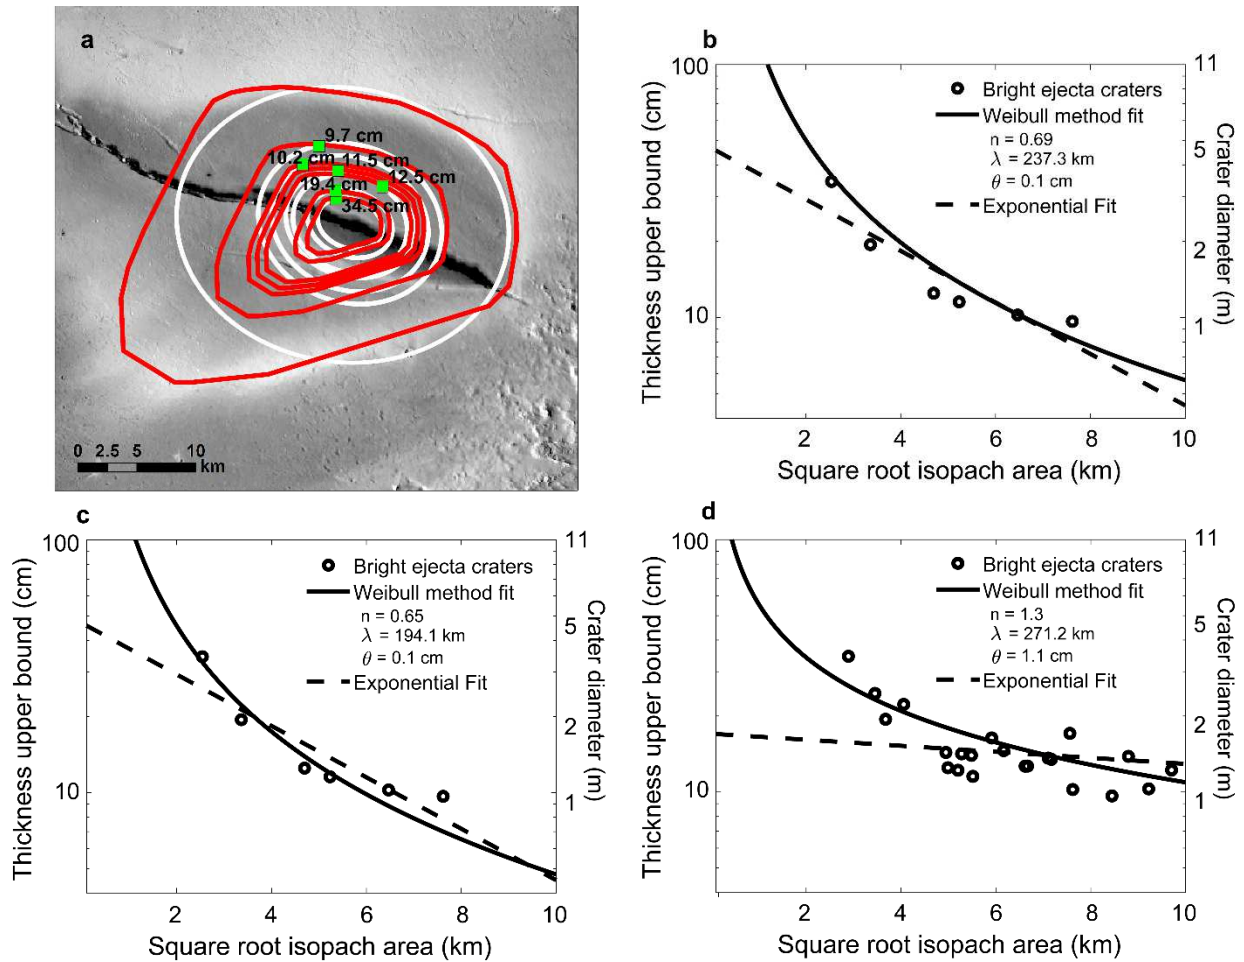 a
9.7 cm
10.2 cm
11.5 cm
12.5 cm
19.4 cm
34.5 cm
0 2.5 5 10
km
b
100
10
Thickness upper bound (cm)
11
5
2
1
Crater diameter (m)
Bright ejecta craters
Weibull method fit
n = 0.69
λ = 237.3 km
θ = 0.1 cm
Exponential Fit
2 4 6 8 10
Square root isopach area (km)
c
100
10
Thickness upper bound (cm)
11
5
2
1
Crater diameter (m)
Bright ejecta craters
Weibull method fit
n = 0.65
λ = 194.1 km
θ = 0.1 cm
Exponential Fit
2 4 6 8 10
Square root isopach area (km)
d
100
10
Thickness upper bound (cm)
11
5
2
1
Crater diameter (m)
Bright ejecta craters
Weibull method fit
n = 1.3
λ = 271.2 km
θ = 1.1 cm
Exponential Fit
2 4 6 8 10
Square root isopach area (km)